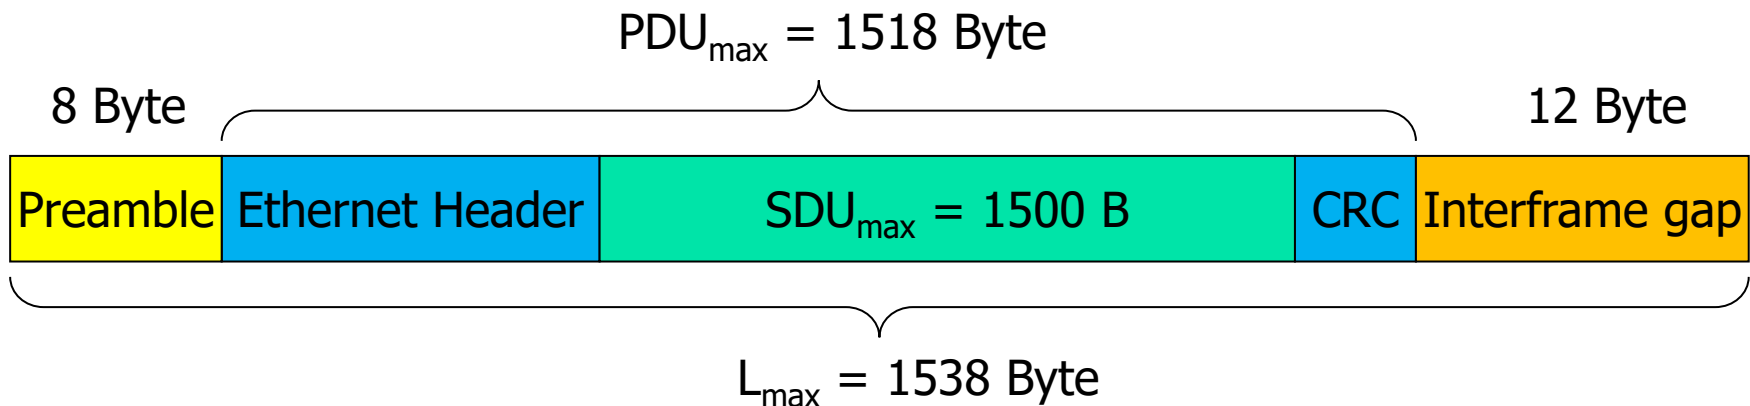 PDUmax = 1518 Byte
8 Byte
12 Byte
Preamble
Ethernet Header
SDUmax = 1500 B
CRC
Interframe gap
Lmax = 1538 Byte